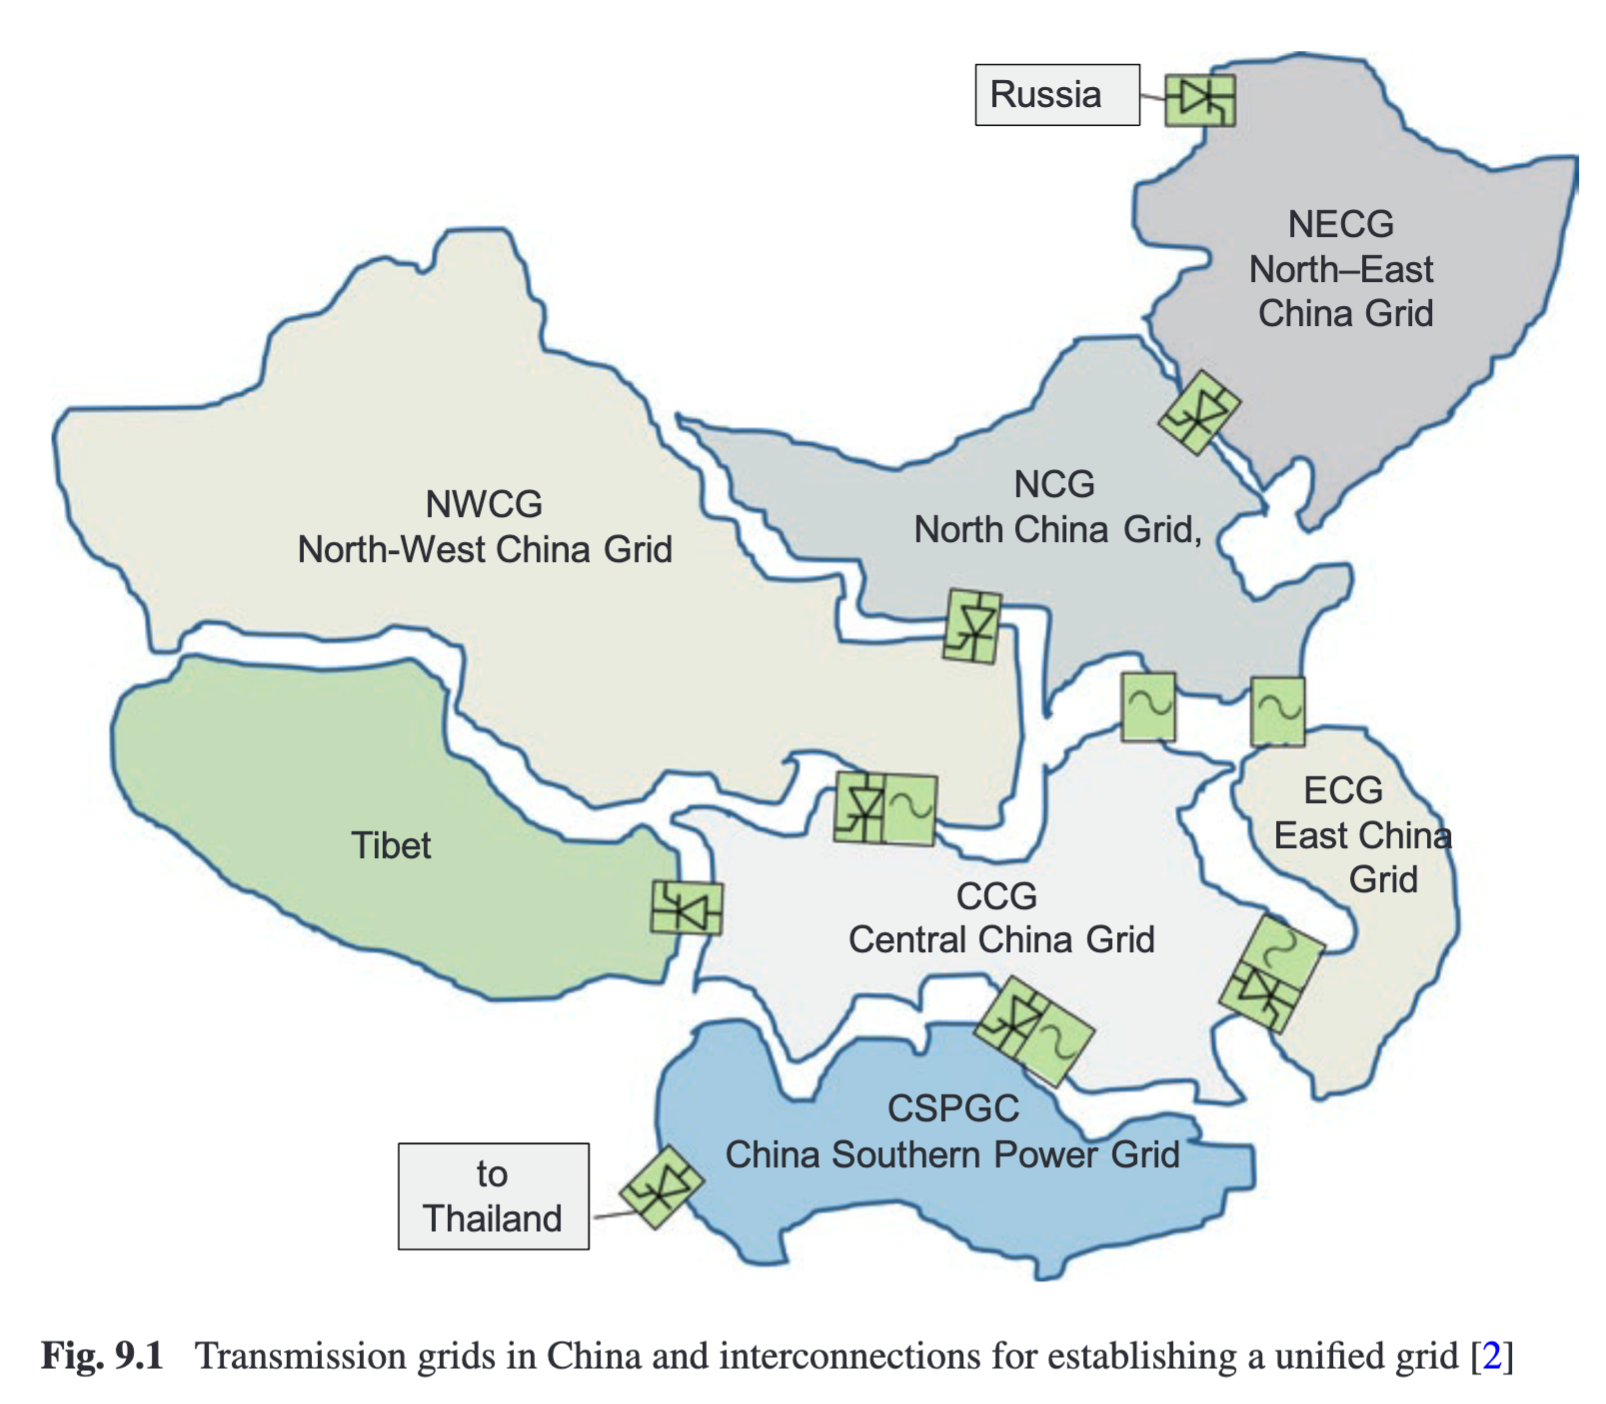 Russia
NECG
North–East
China Grid
NCG
North China Grid,
NWCG
North-West China Grid
ECG
East China
Grid
Tibet
CCG
Central China Grid
CSPGC
China Southern Power Grid
to
Thailand
Fig. 9.1 Transmission grids in China and interconnections for establishing a unified grid [2]